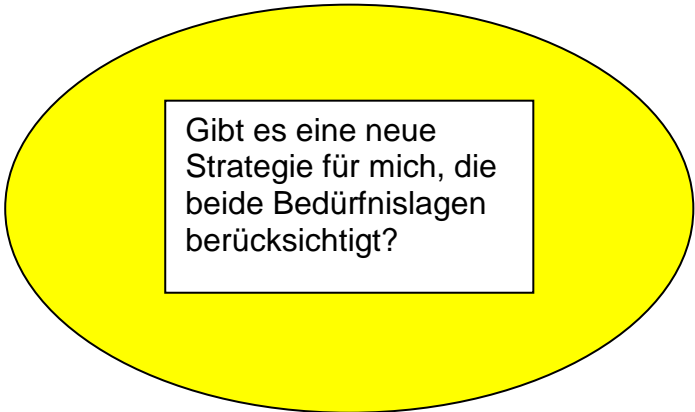 Gibt es eine neue
Strategie für mich, die
beide Bedürfnislagen
berücksichtigt?